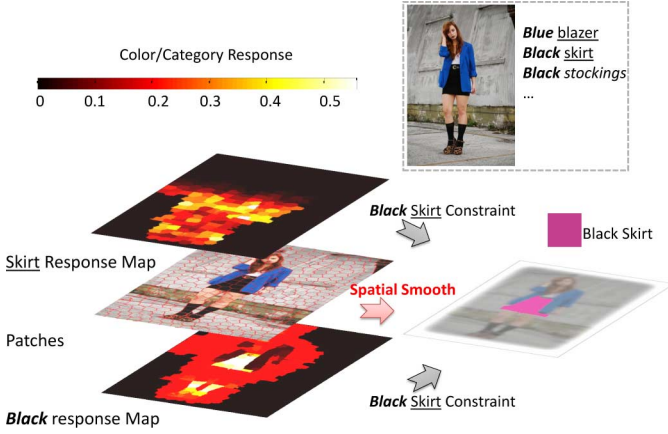 Color/Category Response
0 0.1 0.2 0.3 0.4 0.5
Blue blazer
Black skirt
Black stockings
...
Black Skirt Constraint
Black Skirt
Skirt Response Map
Spatial Smooth
Patches
Black Skirt Constraint
Black response Map